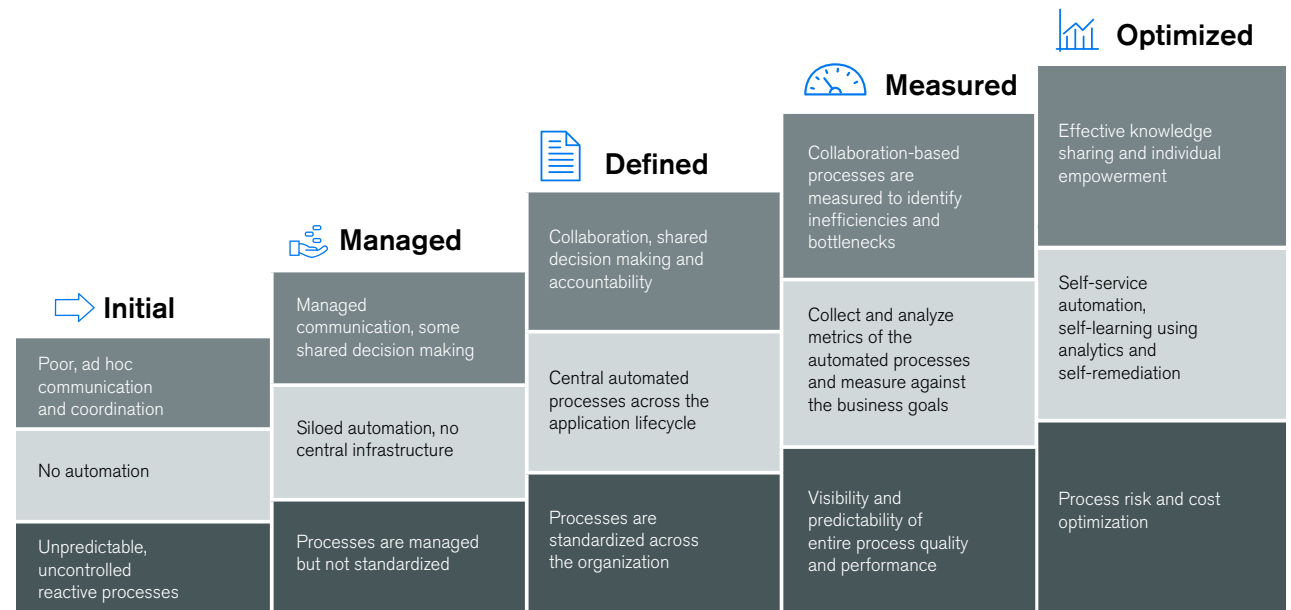 Initial
Poor, ad hoc
communication
and coordination
No automation
Unpredictable,
uncontrolled
reactive processes
Managed
Managed
communication, some
shared decision making
Siloed automation, no
central infrastructure
Processes are managed
but not standardized
Defined
Collaboration, shared
decision making and
accountability
Central automated
processes across the
application lifecycle
Processes are
standardized across
the organization
Measured
Collaboration-based
processes are
measured to identify
inefficiencies and
bottlenecks
Collect and analyze
metrics of the
automated processes
and measure against
the business goals
Visibility and
predictability of
entire process quality
and performance
Optimized
Effective knowledge
sharing and individual
empowerment
Self-service
automation,
self-learning using
analytics and
self-remediation
Process risk and cost
optimization